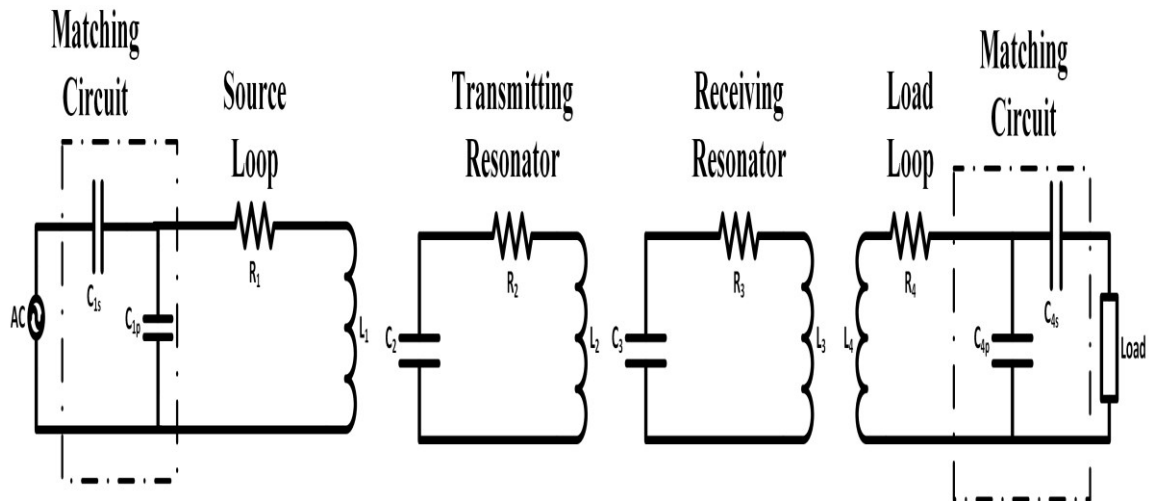 Matching
Circuit
Source
Loop
Transmitting
Resonator
Receiving
Resonator
Load
Loop
Matching
Circuit
AC
C1s
C1p
R1
L1
C2
R2
L2
C3
R3
L3
L4
R4
C4p
C4s
Load